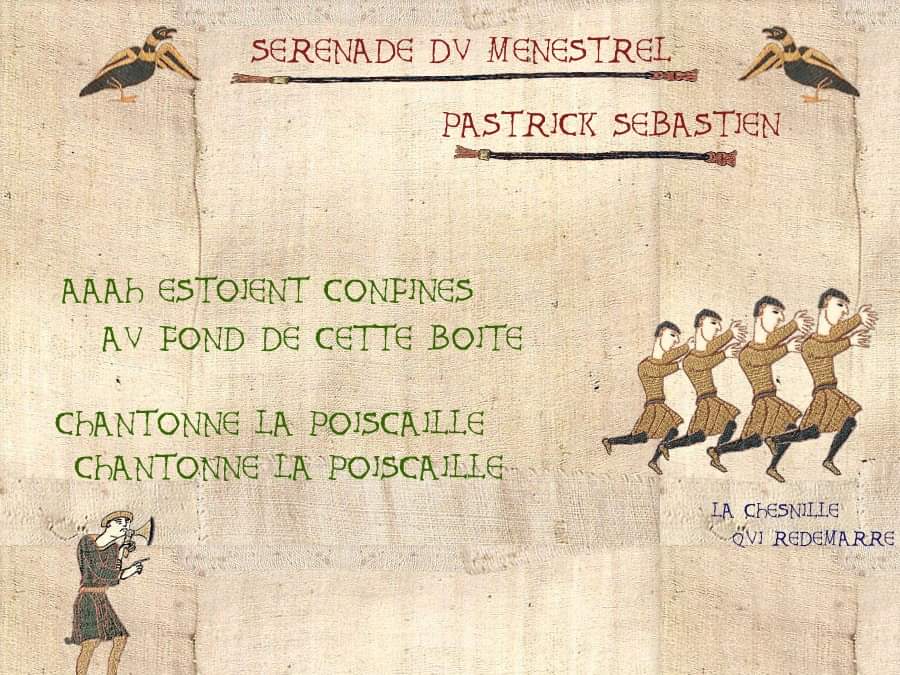 SERENADE DV MENESTREL
PASTRICK SEBASTIEN
AAAh ESTOIENT CONFINES
AV FOND DE CETTE BOITE
ChANTONNE LA POISCAILLE
ChANTONNE LA POISCAILLE
LA ChESNILLE
QVI REDEMARRE